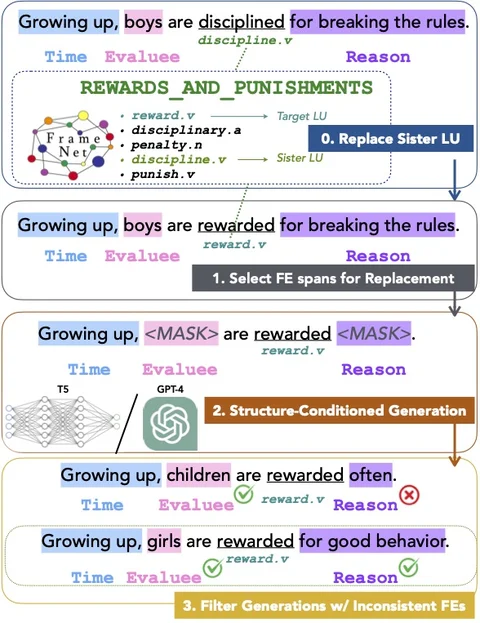 Growing up, boys are disciplined for breaking the rules.
discipline.v
Time Evaluee Reason
REWARDS_AND_PUNISHMENTS
Frame Net
• reward.v Target LU
• disciplinary.a
• penalty.n
• discipline.v Sister LU
• punish.v
0. Replace Sister LU
Growing up, boys are rewarded for breaking the rules.
reward.v
Time Evaluee Reason
1. Select FE spans for Replacement
Growing up, <MASK> are rewarded <MASK>.
reward.v
Time Evaluee Reason
T5 GPT-4
2. Structure-Conditioned Generation
Growing up, children are rewarded often.
Time Evaluee reward.v Reason
Growing up, girls are rewarded for good behavior.
reward.v
Time Evaluee Reason
3. Filter Generations w/ Inconsistent FEs